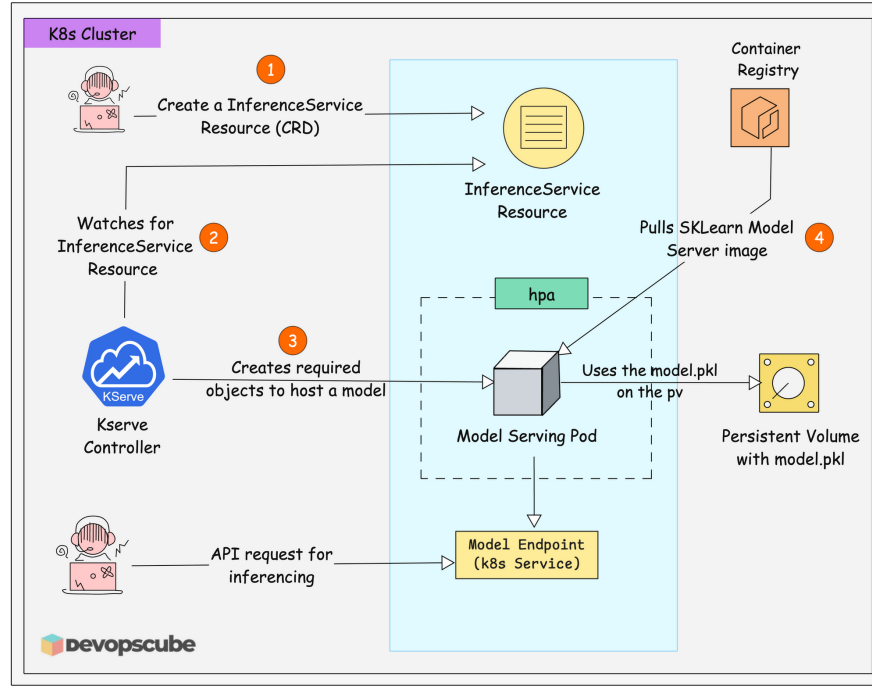 K8s Cluster
1
Create a InferenceService
Resource (CRD)
Container
Registry
InferenceService
Resource
Watches for
InferenceService
Resource
2
Pulls SKLearn Model
Server image
4
hpa
3
Creates required
objects to host a model
KServe
Kserve
Controller
Model Serving Pod
Uses the model.pkl
on the pv
Persistent Volume
with model.pkl
Model Endpoint
(k8s Service)
API request for
inferencing
Devopscube